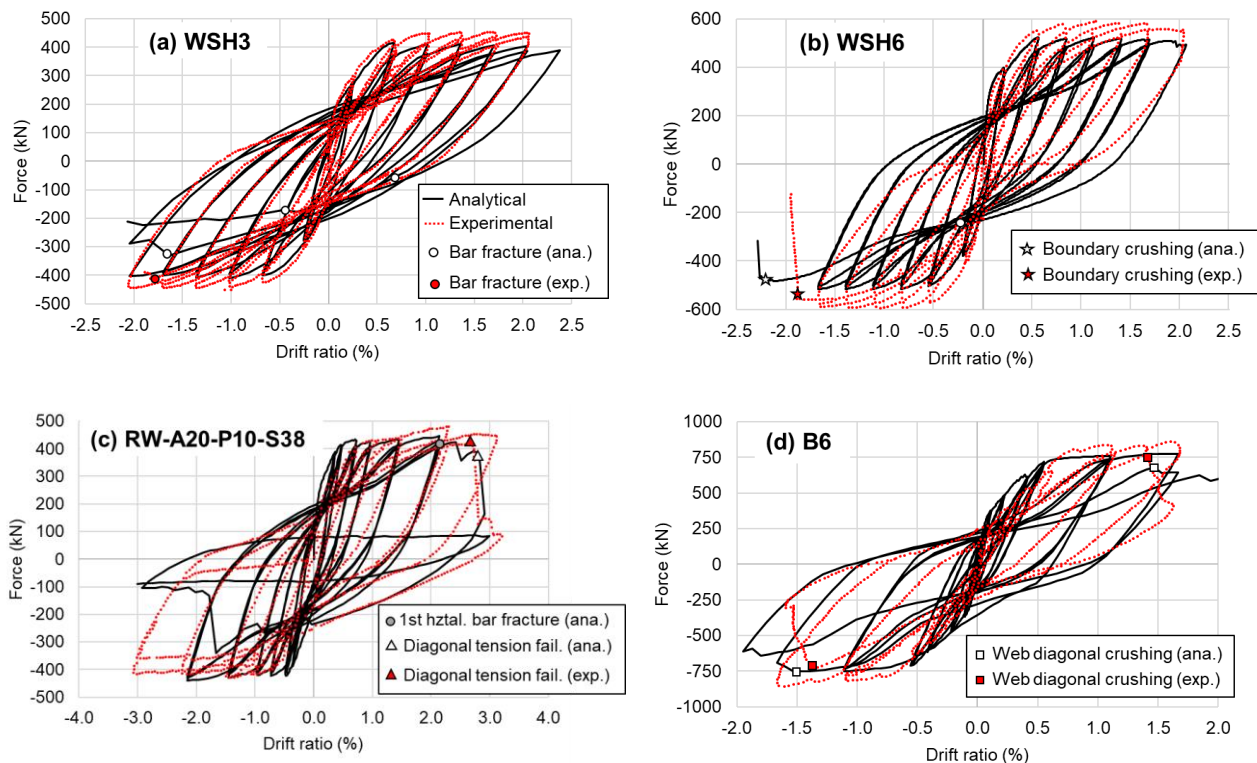 (a) WSH3
Force (kN)
500
400
300
200
100
0
-100
-200
-300
-400
-500
-2.5 -2.0 -1.5 -1.0 -0.5 0.0 0.5 1.0 1.5 2.0 2.5
Drift ratio (%)
Analytical
Experimental
Bar fracture (ana.)
Bar fracture (exp.)
(b) WSH6
Force (kN)
600
400
200
0
-200
-400
-600
-2.5 -2.0 -1.5 -1.0 -0.5 0.0 0.5 1.0 1.5 2.0 2.5
Drift ratio (%)
Boundary crushing (ana.)
Boundary crushing (exp.)
(c) RW-A20-P10-S38
Force (kN)
500
400
300
200
100
0
-100
-200
-300
-400
-500
-4.0 -3.0 -2.0 -1.0 0.0 1.0 2.0 3.0 4.0
Drift ratio (%)
1st hztal. bar fracture (ana.)
Diagonal tension fail. (ana.)
Diagonal tension fail. (exp.)
(d) B6
Force (kN)
1000
750
500
250
0
-250
-500
-750
-1000
-2.0 -1.5 -1.0 -0.5 0.0 0.5 1.0 1.5 2.0
Drift ratio (%)
Web diagonal crushing (ana.)
Web diagonal crushing (exp.)